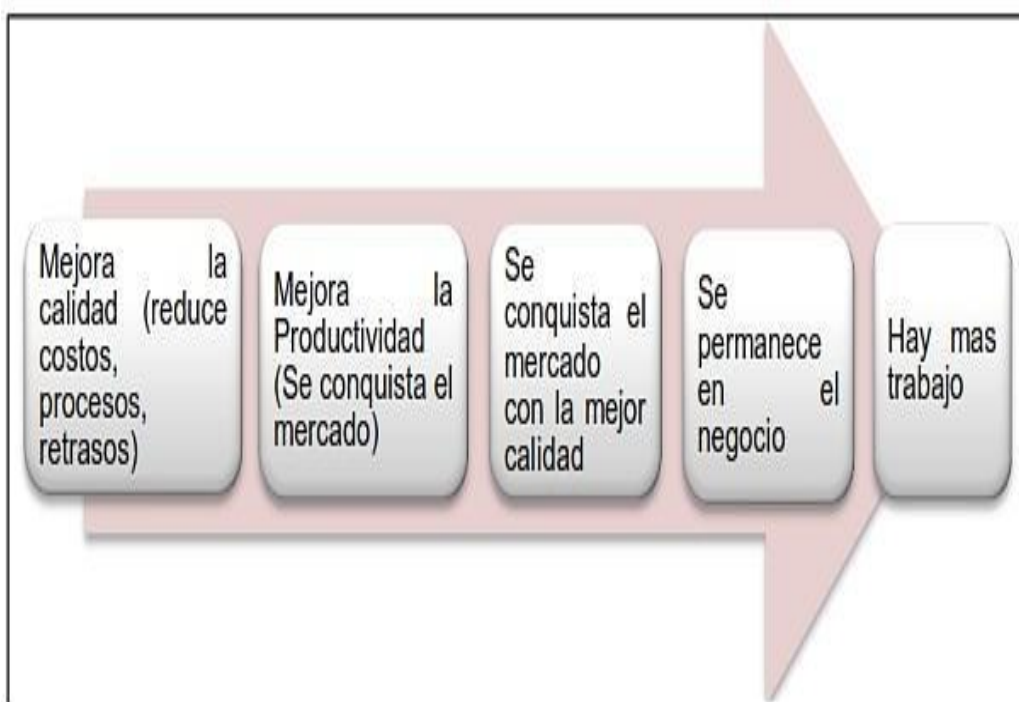 Mejora la
calidad (reduce
costos,
procesos,
retrasos)
Mejora la
Productividad
(Se conquista el
mercado)
Se
conquista el
mercado
con la mejor
calidad
Se
permanece
en el
negocio
Hay mas
trabajo